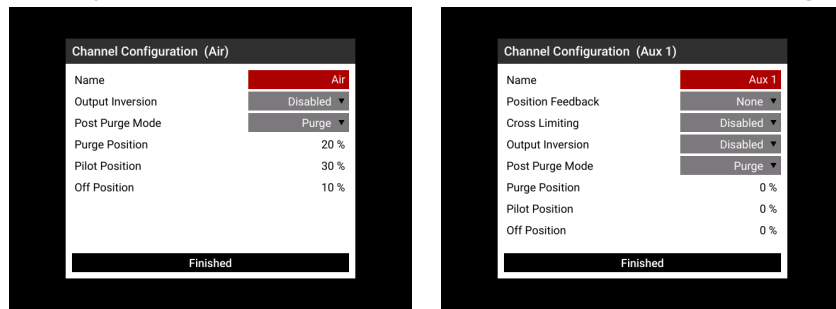 Channel Configuration (Air)
Name Air
Output Inversion Disabled
Post Purge Mode Purge
Purge Position 20 %
Pilot Position 30 %
Off Position 10 %
Finished
Channel Configuration (Aux 1)
Name Aux 1
Position Feedback None
Cross Limiting Disabled
Output Inversion Disabled
Post Purge Mode Purge
Purge Position 0 %
Pilot Position 0 %
Off Position 0 %
Finished